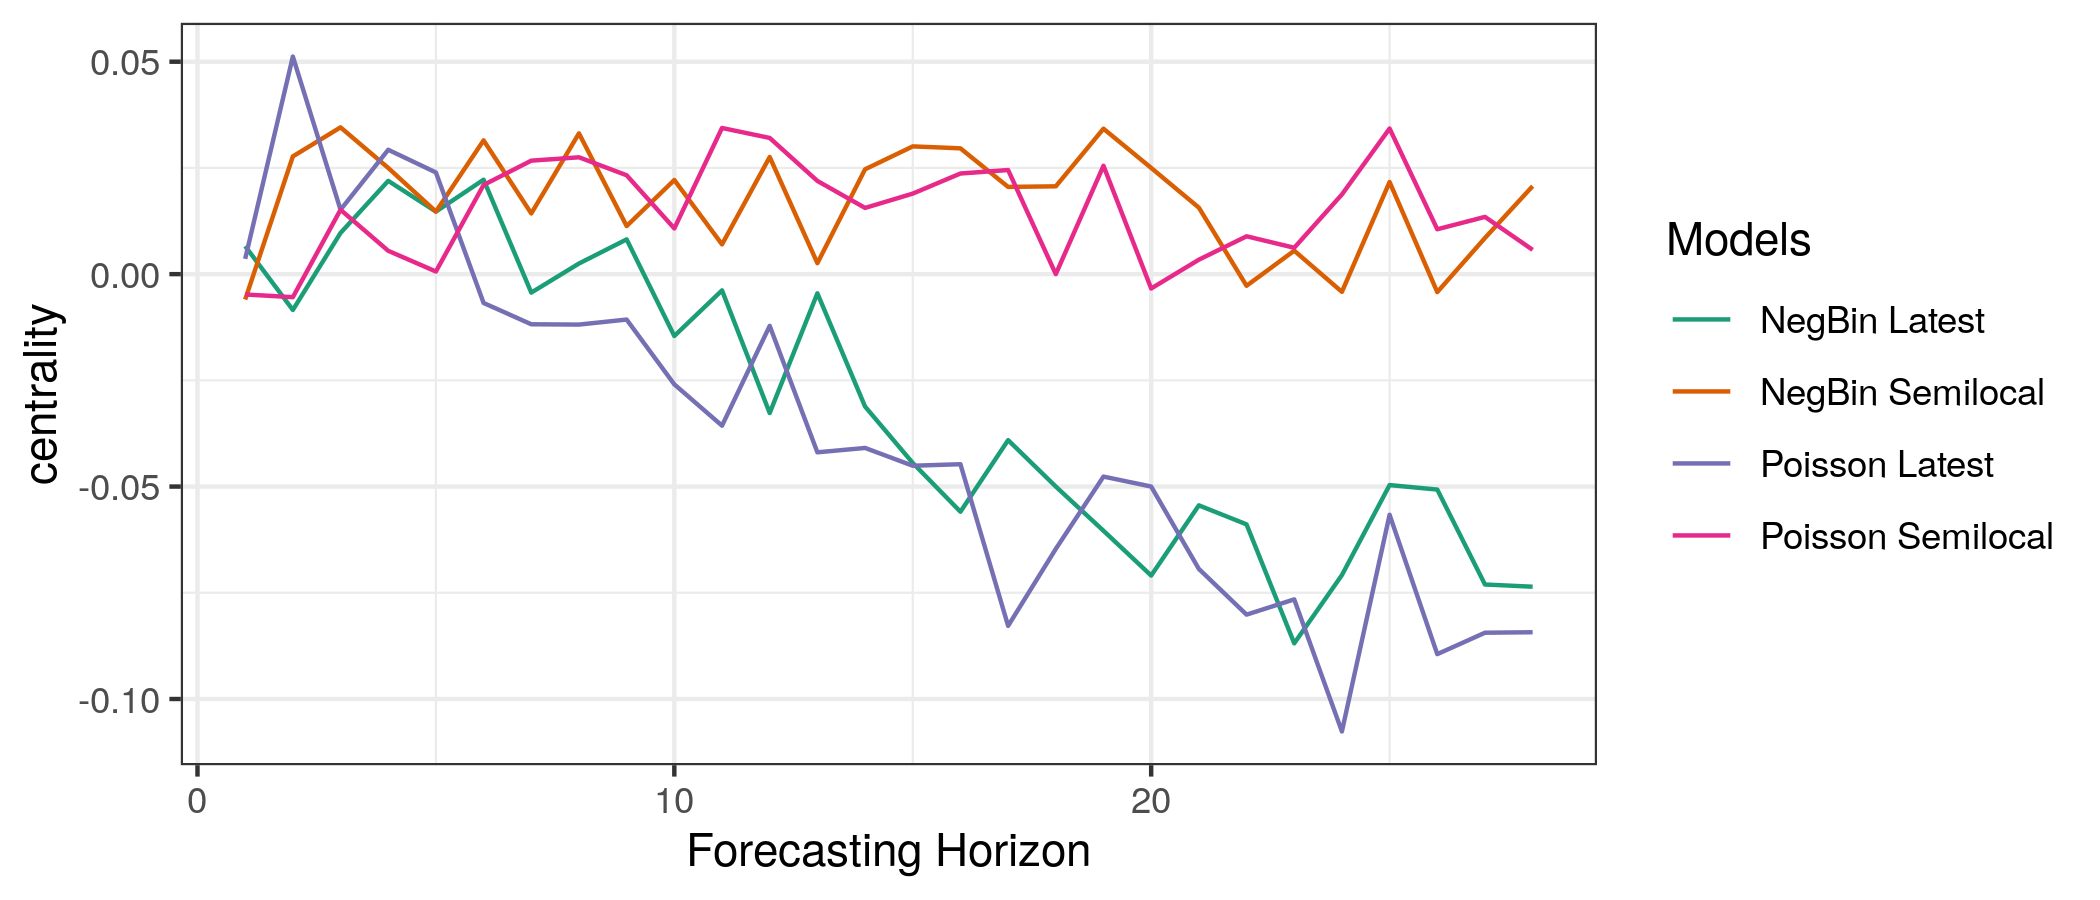 0.05
0.00
-0.05
-0.10
centrality
0
10
20
Forecasting Horizon
Models
NegBin Latest
NegBin Semilocal
Poisson Latest
Poisson Semilocal